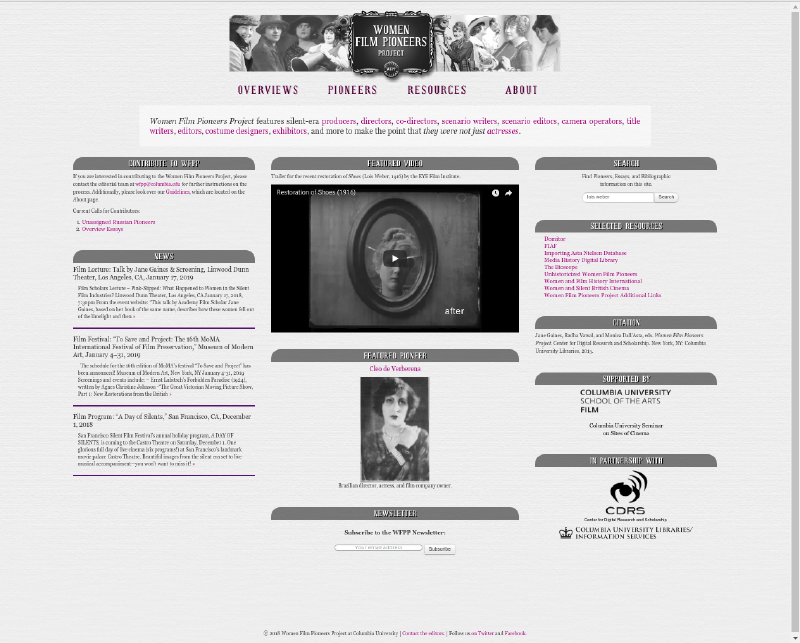 WOMEN
FILM PIONEERS
PROJECT
OVERVIEWS PIONEERS RESOURCES ABOUT
Women Film Pioneers Project features silent-era producers, directors, co-directors, scenario writers, scenario editors, camera operators, title
writers, editors, costume designers, exhibitors, and more to make the point that they were not just actresses.
CONTRIBUTE TO WFPP
If you are interested in contributing to the Women Film Pioneers Project, please
contact the editorial team at wfpp@columbia.edu for further instructions on the
process. Additionally, please look over our Guidelines, which are located on the
About page.
Current Calls for Contributors:
1. Unassigned Russian Pioneers
2. Overview Essays
NEWS
Film Lecture: Talk by Jane Gaines & Screening, Linwood Dunn
Theater, Los Angeles, CA, January 17, 2019
Film Scholars Lecture – Pink-Slipped: What Happened to Women in the Silent
Film Industries? Linwood Dunn Theater, Los Angeles, CA January 17, 2018,
7:30pm From the event website: "This talk by Academy Film Scholar Jane
Gaines, based on her book of the same name, describes how these women fell out
of the limelight and then »
Film Festival: "To Save and Project: The 16th MoMA
International Festival of Film Preservation," Museum of Modern
Art, January 4–31, 2019
The schedule for the 16th edition of MoMA's festival "To Save and Project" has
been announced! Museum of Modern Art, New York, NY January 4-31, 2019
Screenings and events include: – Ernst Lubitsch's Forbidden Paradise (1924),
written by Agnes Christine Johnson "The Great Victorian Moving Picture Show,
Part 1: New Restorations from the British »
Film Program: "A Day of Silents," San Francisco, CA, December
1, 2018
San Francisco Silent Film Festival's annual holiday program, A DAY OF
SILENTS, is coming to the Castro Theatre on Saturday, December 1. One
glorious full day of live cinema (six programs!) at San Francisco's landmark
movie palace Castro Theatre. Beautiful images from the silent era set to live
musical accompaniment—you won't want to miss it! »
FEATURED VIDEO
Trailer for the recent restoration of Shoes (Lois Weber, 1916) by the EYE Film Institute.
Restoration of Shoes (1916)
after
FEATURED PIONEER
Cleo de Verberena
Brazilian director, actress, and film company owner.
NEWSLETTER
Subscribe to the WFPP Newsletter:
YOUR EMAIL ADDRESS Subscribe
SEARCH
Find Pioneers, Essays, and Bibliographic
information on this site.
lois weber Search
SELECTED RESOURCES
Domitor
FIAF
Importing Asta Nielsen Database
Media History Digital Library
The Bioscope
Unhistoricized Women Film Pioneers
Women and Film History International
Women and Silent British Cinema
Women Film Pioneers Project Additional Links
CITATION
Jane Gaines, Radha Vatsal, and Monica Dall'Asta, eds. Women Film Pioneers
Project. Center for Digital Research and Scholarship. New York, NY: Columbia
University Libraries, 2013.
SUPPORTED BY
COLUMBIA UNIVERSITY
SCHOOL OF THE ARTS
FILM
Columbia University Seminar
on Sites of Cinema
IN PARTNERSHIP WITH
CDRS
Center for Digital Research and Scholarship
COLUMBIA UNIVERSITY LIBRARIES/
INFORMATION SERVICES
© 2018 Women Film Pioneers Project at Columbia University | Contact the editors. | Follow us on Twitter and Facebook.